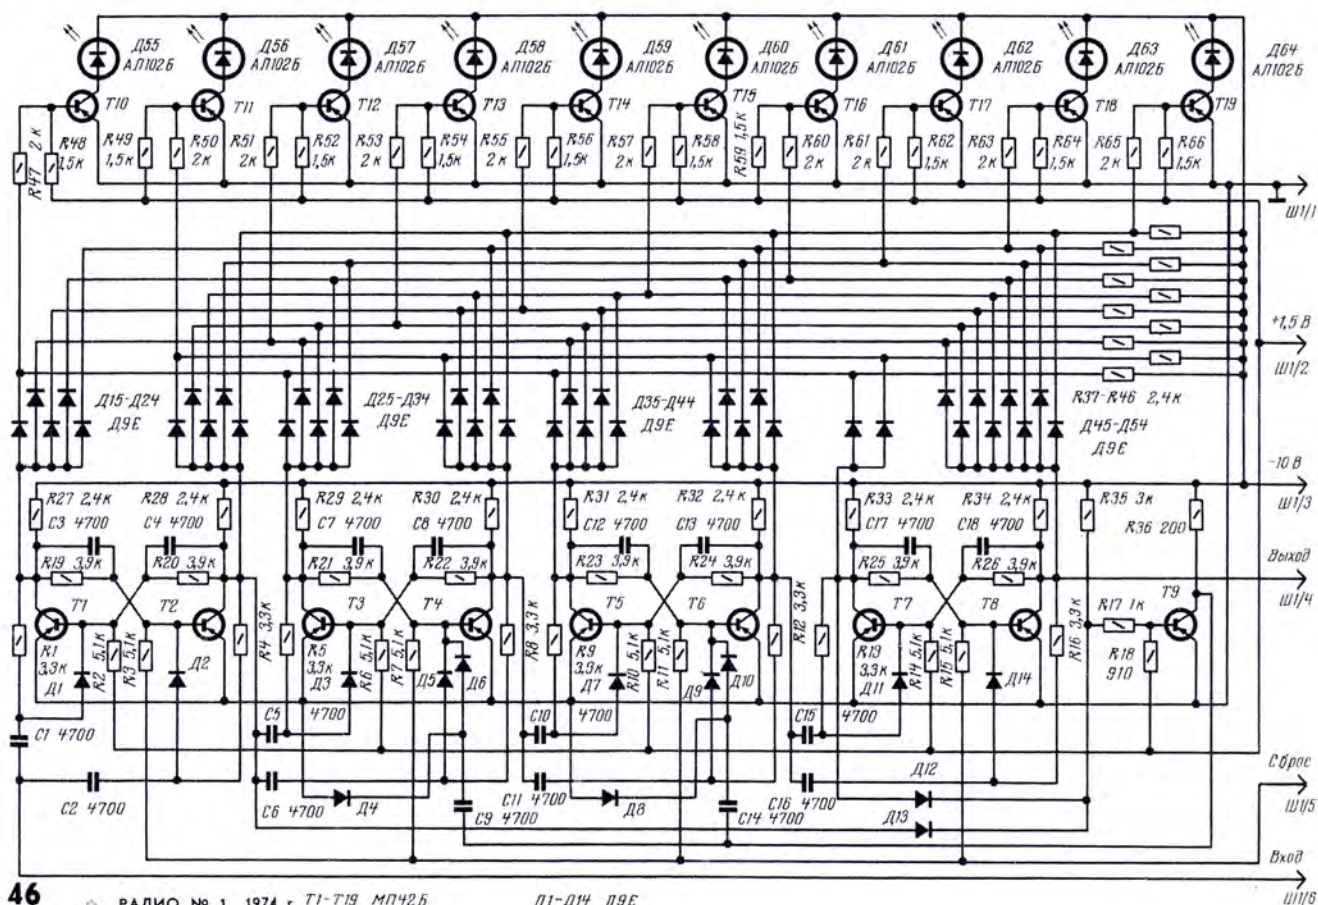 Д55
АЛ102Б
Д56
АЛ102Б
Д57
АЛ102Б
Д58
АЛ102Б
Д59
АЛ102Б
Д60
АЛ102Б
Д61
АЛ102Б
Д62
АЛ102Б
Д63
АЛ102Б
Д64
АЛ102Б
Т10
Т11
Т12
Т13
Т14
Т15
Т16
Т17
Т18
Т19
R47 2к
R48
1,5к
R49
1,5к
R50
2к
R51
2к
R52
1,5к
R53
2к
R54
1,5к
R55
2к
R56
1,5к
R57
2к
R58
1,5к
R59 1,5к
R60
2к
R61
2к
R62
1,5к
R63
2к
R64
1,5к
R65
2к
R66
1,5к
Ш1/1
+1,5 В
Ш1/2
Д15-Д24
Д9Е
Д25-Д34
Д9Е
Д35-Д44
Д9Е
R37-R46 2,4к
Д45-Д54
Д9Е
-10 В
Ш1/3
R27 2,4к
R28 2,4к
R29 2,4к
R30 2,4к
R31 2,4к
R32 2,4к
R33 2,4к
R34 2,4к
R35 3к
R36 200
C3 4700
C4 4700
C7 4700
C8 4700
C12 4700
C13 4700
C17 4700
C18 4700
R19 3,9к
R20 3,9к
R21 3,9к
R22 3,9к
R23 3,9к
R24 3,9к
R25 3,9к
R26 3,9к
Выход
Ш1/4
Т1
Т2
Т3
Т4
Т5
Т6
Т7
Т8
Т9
R1
3,3к
R2 5,1к
R3 5,1к
R4 3,3к
R5
3,3к
R6 5,1к
R7 5,1к
R8 3,3к
R9
3,9к
R10 5,1к
R11 5,1к
R12 3,3к
R13
3,3к
R14 5,1к
R15 5,1к
R16 3,3к
R17 1к
R18
910
Д1
Д2
Д3
Д5
Д6
Д7
Д9
Д10
Д11
Д14
C1 4700
C2 4700
C5
4700
C6 4700
Д4
C9 4700
C10
4700
C11 4700
Д8
C14 4700
C15
4700
C16 4700
Д12
Д13
Сброс
Ш1/5
Вход
Ш1/6
46
РАДИО № 1, 1974 г. Т1-Т19 МП42Б
Д1-Д14 Д9Е